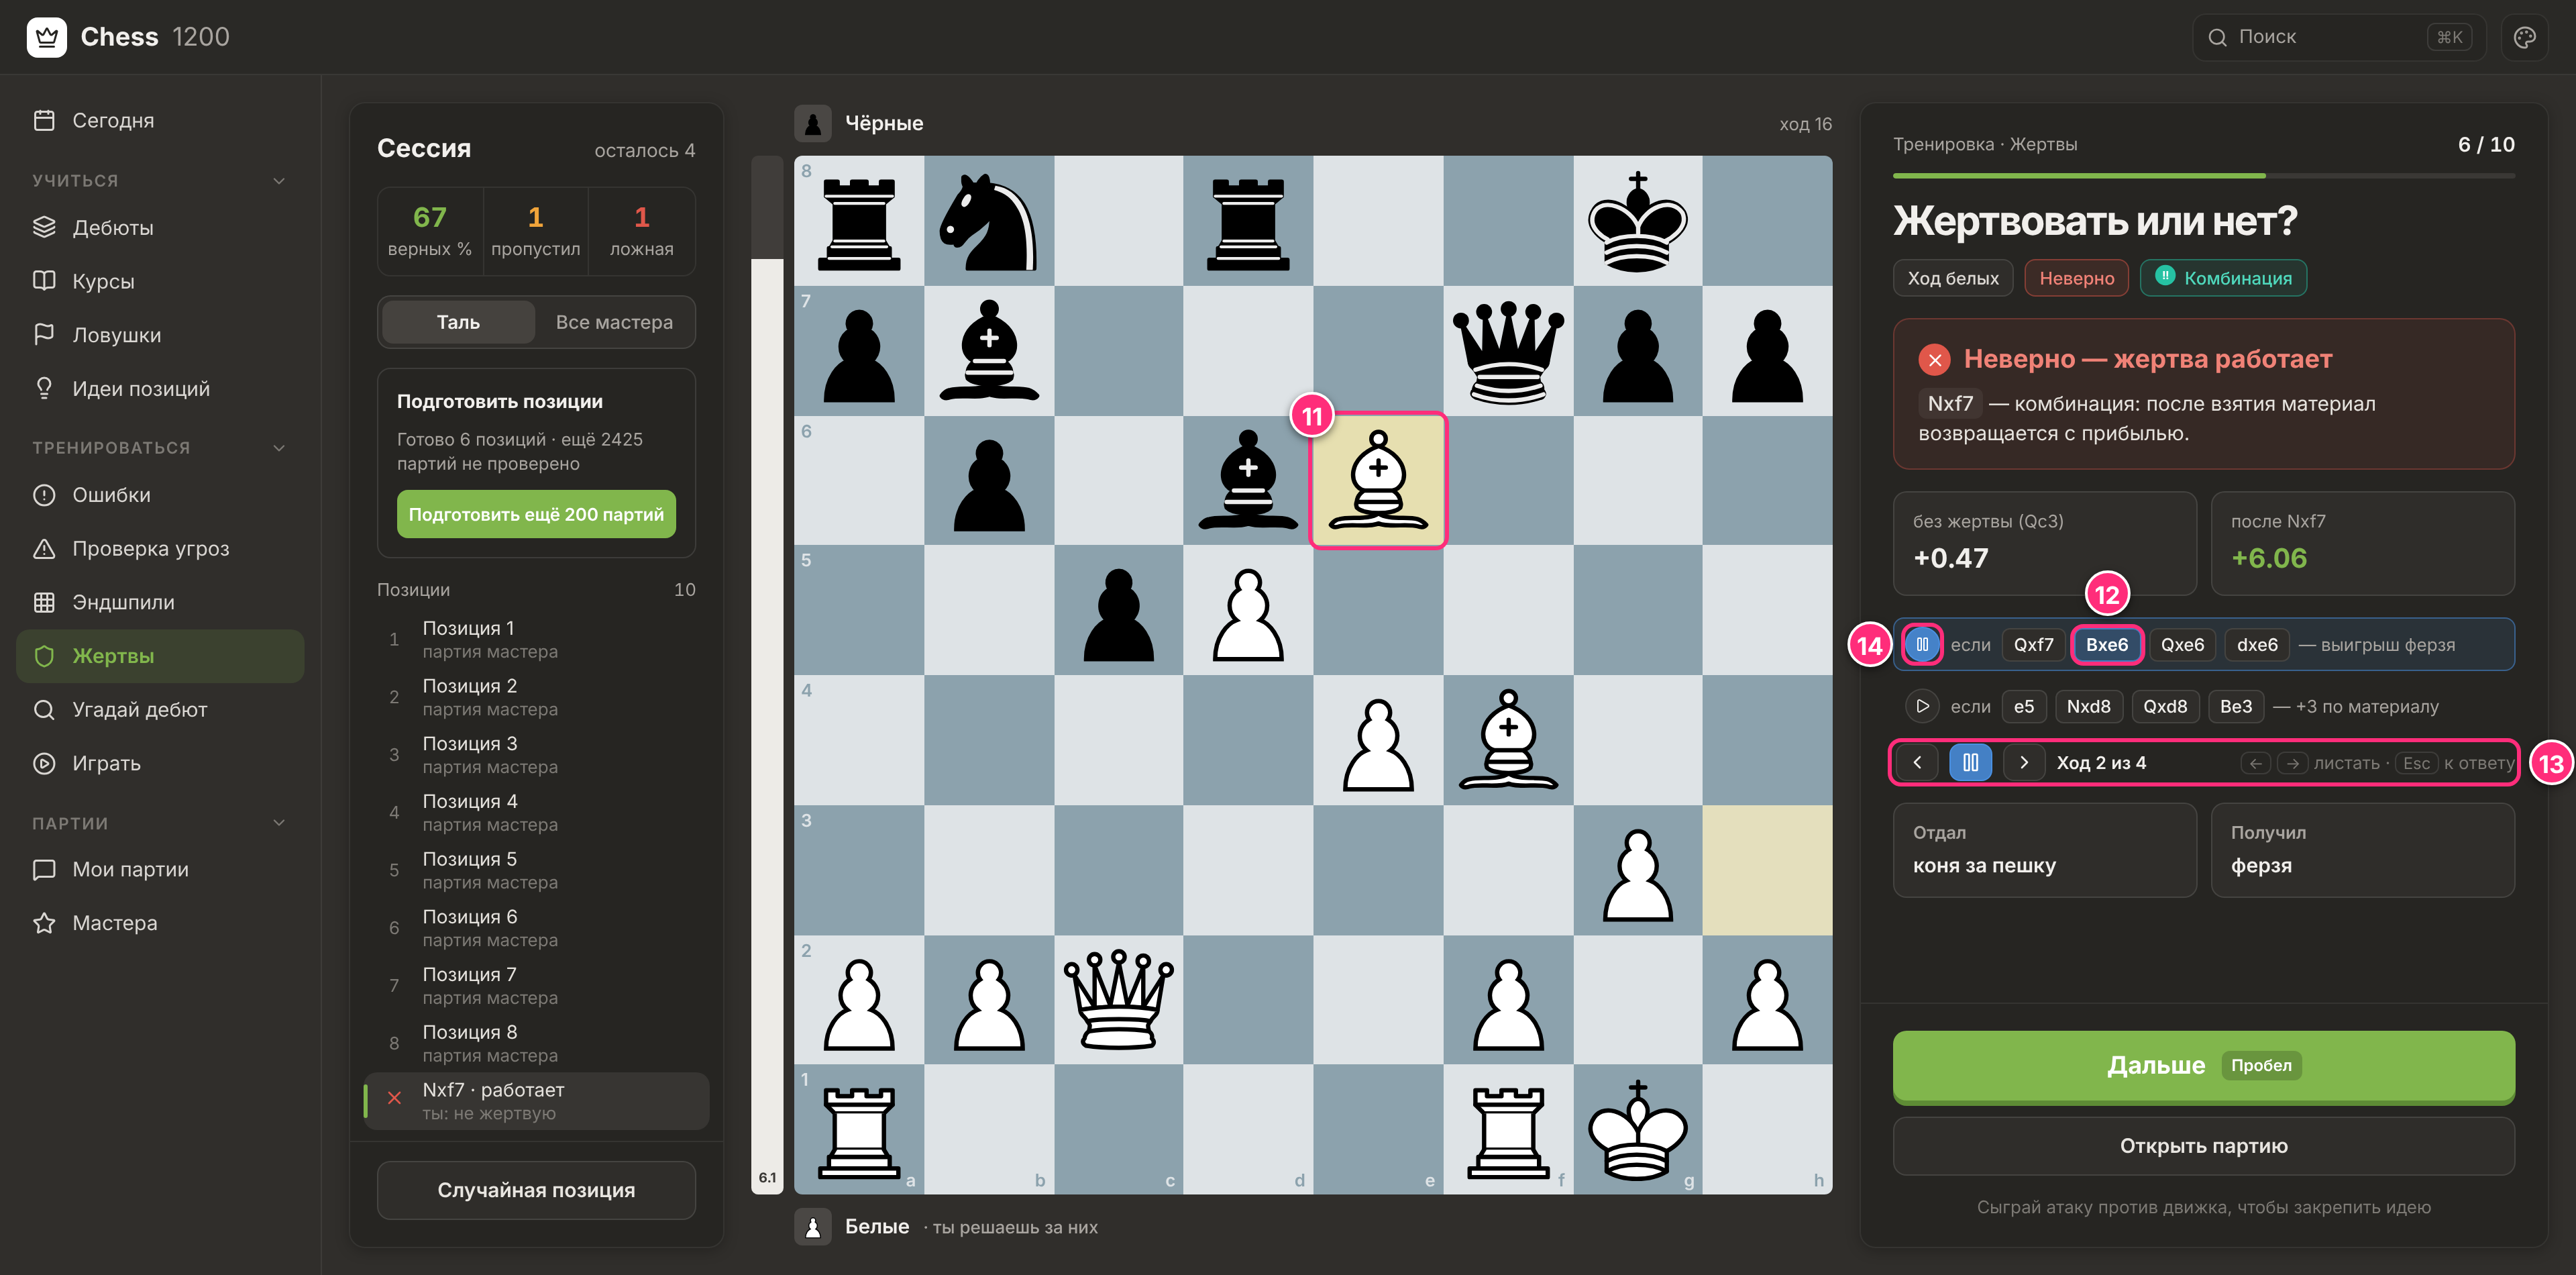 Chess 1200
Поиск
⌘K
Сегодня
УЧИТЬСЯ
Дебюты
Курсы
Ловушки
Идеи позиций
ТРЕНИРОВАТЬСЯ
Ошибки
Проверка угроз
Эндшпили
Жертвы
Угадай дебют
Играть
ПАРТИИ
Мои партии
Мастера
Сессия
осталось 4
67
верных %
1
пропустил
1
ложная
Таль
Все мастера
Подготовить позиции
Готово 6 позиций · ещё 2425
партий не проверено
Подготовить ещё 200 партий
Позиции
10
1
Позиция 1
партия мастера
2
Позиция 2
партия мастера
3
Позиция 3
партия мастера
4
Позиция 4
партия мастера
5
Позиция 5
партия мастера
6
Позиция 6
партия мастера
7
Позиция 7
партия мастера
8
Позиция 8
партия мастера
Nxf7 · работает
ты: не жертвую
Случайная позиция
Чёрные
ход 16
8
7
6
5
4
3
2
1
a
b
c
d
e
f
g
h
6.1
11
Белые · ты решаешь за них
Тренировка · Жертвы
6 / 10
Жертвовать или нет?
Ход белых
Неверно
!! Комбинация
Неверно — жертва работает
Nxf7 — комбинация: после взятия материал
возвращается с прибылью.
без жертвы (Qc3)
+0.47
после Nxf7
+6.06
12
14
если Qxf7 Bxe6 Qxe6 dxe6 — выигрыш ферзя
если e5 Nxd8 Qxd8 Be3 — +3 по материалу
Ход 2 из 4
← → листать · Esc к ответу
13
Отдал
коня за пешку
Получил
ферзя
Дальше Пробел
Открыть партию
Сыграй атаку против движка, чтобы закрепить идею